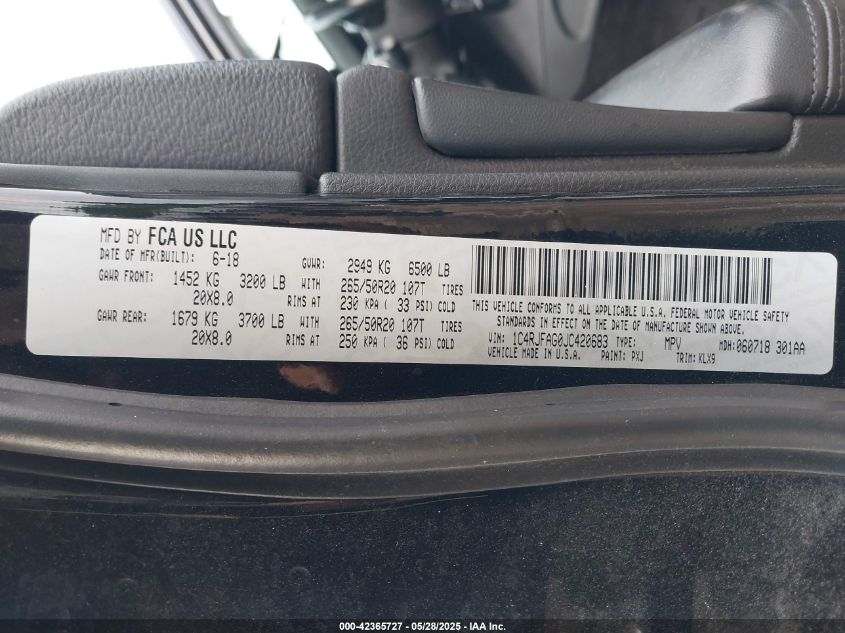 MFD BY FCA US LLC
DATE OF MFR(BUILT): 6-18 GVWR: 2949 KG 6500 LB
GAWR FRONT: 1452 KG 3200 LB WITH 265/50R20 107T TIRES
20X8.0 RIMS AT 230 KPA ( 33 PSI) COLD
GAWR REAR: 1679 KG 3700 LB WITH 265/50R20 107T TIRES
20X8.0 RIMS AT 250 KPA ( 36 PSI) COLD
THIS VEHICLE CONFORMS TO ALL APPLICABLE U.S.A. FEDERAL MOTOR VEHICLE SAFETY
STANDARDS IN EFFECT ON THE DATE OF MANUFACTURE SHOWN ABOVE.
VIN: 1C4RJFAG0JC420683 TYPE: MPV MDH: 060718 301AA
VEHICLE MADE IN U.S.A. PAINT: PXJ TRIM: KLX9
000-42365727 - 05/28/2025 - IAA Inc.